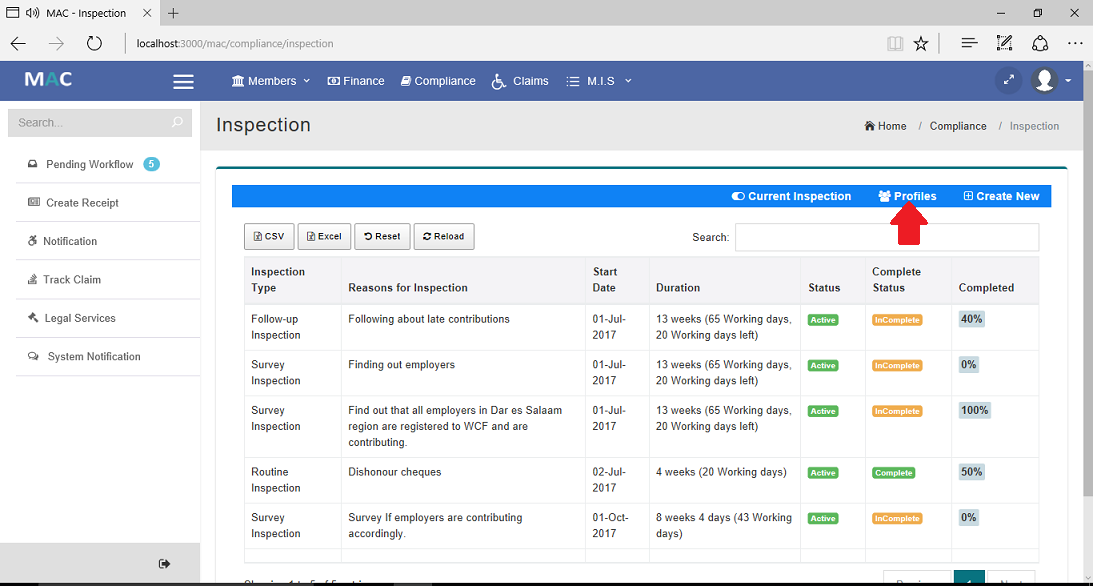 MAC - Inspection
localhost:3000/mac/compliance/inspection
MAC
Members
Finance
Compliance
Claims
M.I.S
Search...
Inspection
Home / Compliance / Inspection
Pending Workflow 5
Create Receipt
Notification
Track Claim
Legal Services
System Notification
Current Inspection
Profiles
Create New
CSV
Excel
Reset
Reload
Search:
Inspection
Type
Reasons for Inspection
Start
Date
Duration
Status
Complete
Status
Completed
Follow-up
Inspection
Following about late contributions
01-Jul-
2017
13 weeks (65 Working days,
20 Working days left)
Active
InComplete
40%
Survey
Inspection
Finding out employers
01-Jul-
2017
13 weeks (65 Working days,
20 Working days left)
Active
InComplete
0%
Survey
Inspection
Find out that all employers in Dar es Salaam
region are registered to WCF and are
contributing.
01-Jul-
2017
13 weeks (65 Working days,
20 Working days left)
Active
InComplete
100%
Routine
Inspection
Dishonour cheques
02-Jul-
2017
4 weeks (20 Working days)
Active
Complete
50%
Survey
Inspection
Survey If employers are contributing
accordingly.
01-Oct-
2017
8 weeks 4 days (43 Working
days)
Active
InComplete
0%